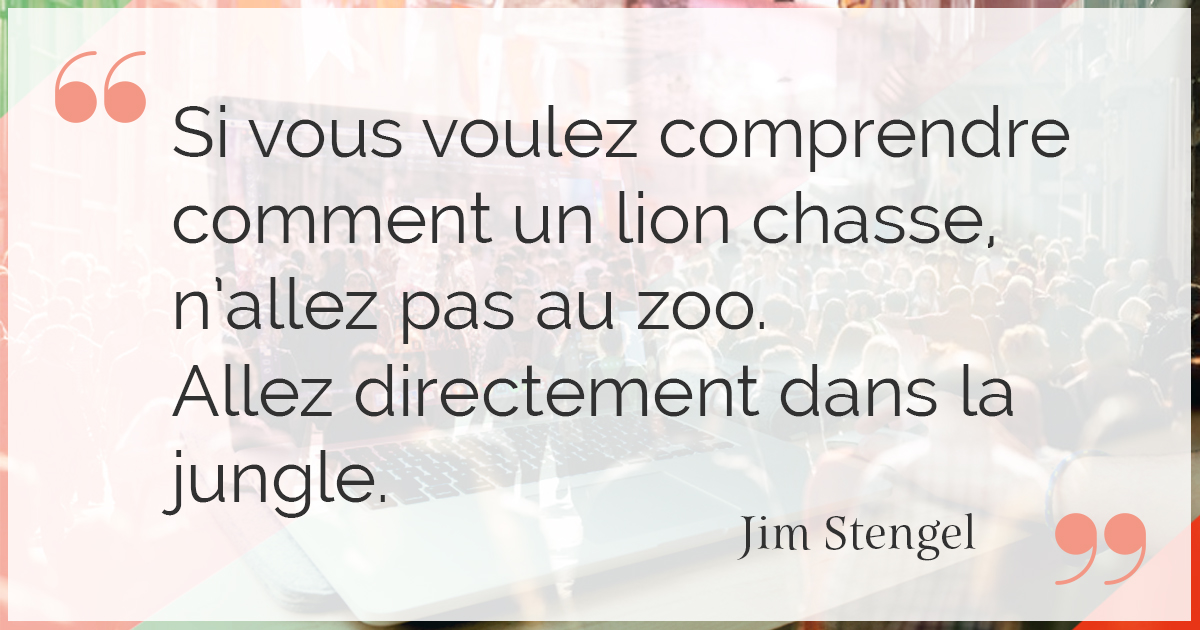 “
Si vous voulez comprendre
comment un lion chasse,
n’allez pas au zoo.
Allez directement dans la
jungle.
Jim Stengel
”